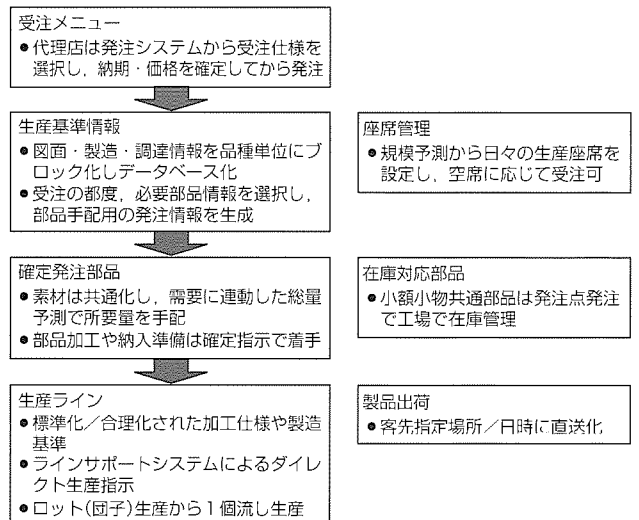 受注メニュー
●代理店は発注システムから受注仕様を
選択し，納期・価格を確定してから発注
生産基準情報
●図面・製造・調達情報を品種単位にブ
ロック化しデータベース化
●受注の都度，必要部品情報を選択し，
部品手配用の発注情報を生成
座席管理
●規模予測から日々の生産座席を
設定し，空席に応じて受注可
確定発注部品
●素材は共通化し，需要に連動した総量
予測で所要量を手配
●部品加工や納入準備は確定指示で着手
在庫対応部品
●小額小物共通部品は発注点発注
で工場で在庫管理
生産ライン
●標準化／合理化された加工仕様や製造
基準
●ラインサポートシステムによるダイレ
クト生産指示
●ロット(団子)生産から1個流し生産
製品出荷
●客先指定場所／日時に直送化